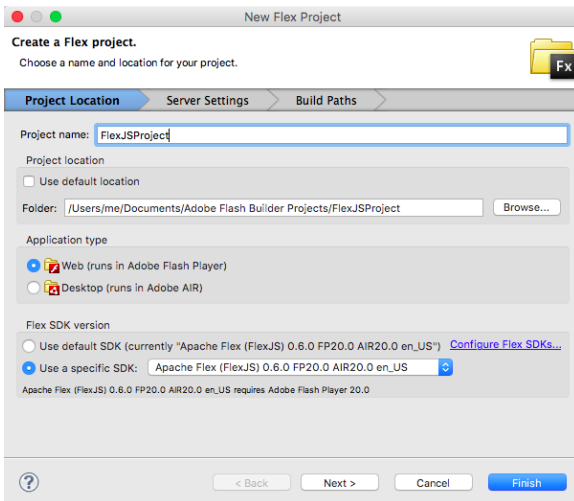 New Flex Project
Create a Flex project.
Choose a name and location for your project.
Fx
Project Location Server Settings Build Paths
Project name: FlexJSProject
Project location
Use default location
Folder: /Users/me/Documents/Adobe Flash Builder Projects/FlexJSProject Browse...
Application type
Web (runs in Adobe Flash Player)
Desktop (runs in Adobe AIR)
Flex SDK version
Use default SDK (currently "Apache Flex (FlexJS) 0.6.0 FP20.0 AIR20.0 en_US") Configure Flex SDKs...
Use a specific SDK: Apache Flex (FlexJS) 0.6.0 FP20.0 AIR20.0 en_US
Apache Flex (FlexJS) 0.6.0 FP20.0 AIR20.0 en_US requires Adobe Flash Player 20.0
? < Back Next > Cancel Finish